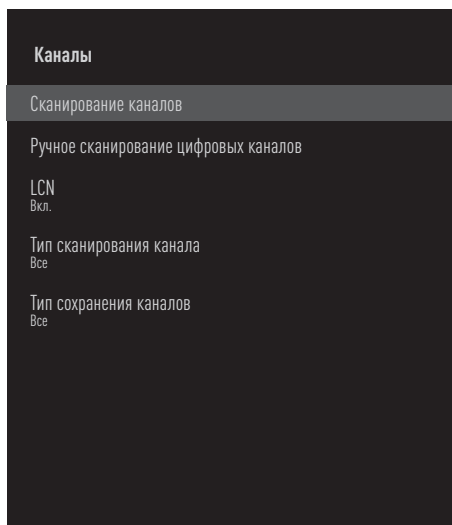 Каналы
Сканирование каналов
Ручное сканирование цифровых каналов
LCN
Вкл.
Тип сканирования канала
Все
Тип сохранения каналов
Все